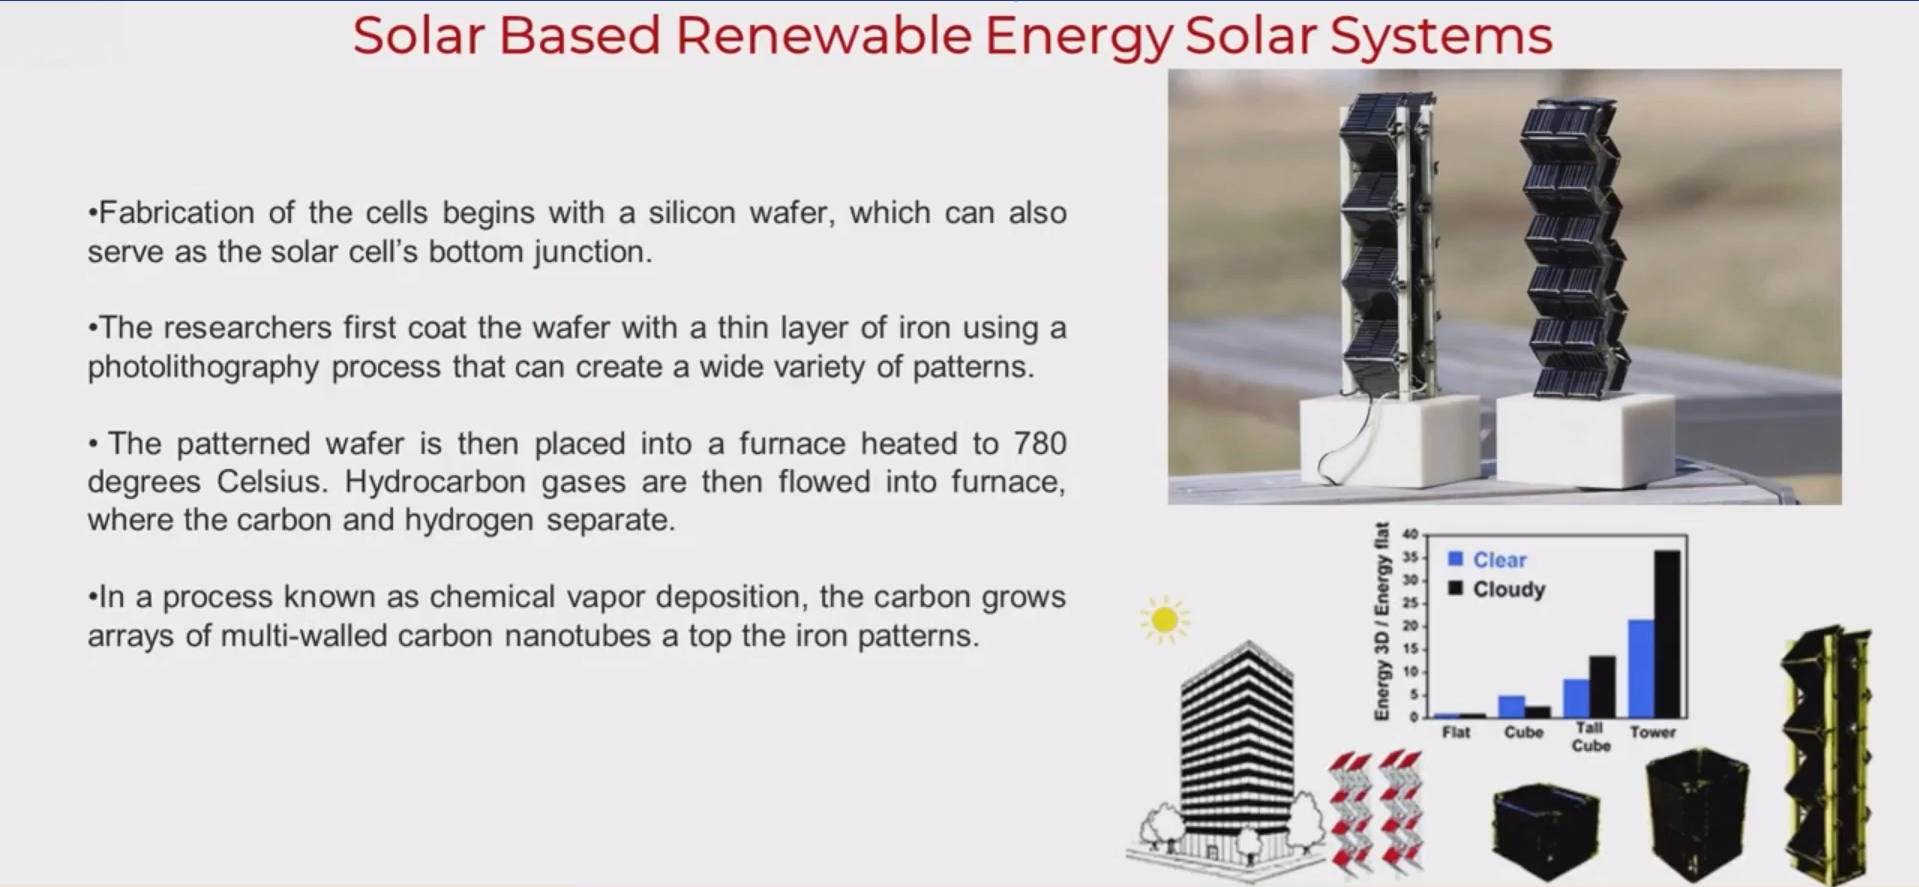 Solar Based Renewable Energy Solar Systems
•Fabrication of the cells begins with a silicon wafer, which can also
serve as the solar cell’s bottom junction.
•The researchers first coat the wafer with a thin layer of iron using a
photolithography process that can create a wide variety of patterns.
• The patterned wafer is then placed into a furnace heated to 780
degrees Celsius. Hydrocarbon gases are then flowed into furnace,
where the carbon and hydrogen separate.
•In a process known as chemical vapor deposition, the carbon grows
arrays of multi-walled carbon nanotubes a top the iron patterns.
Energy 3D / Energy flat
40
35
30
25
20
15
10
5
0
Clear
Cloudy
Flat
Cube
Tall
Cube
Tower